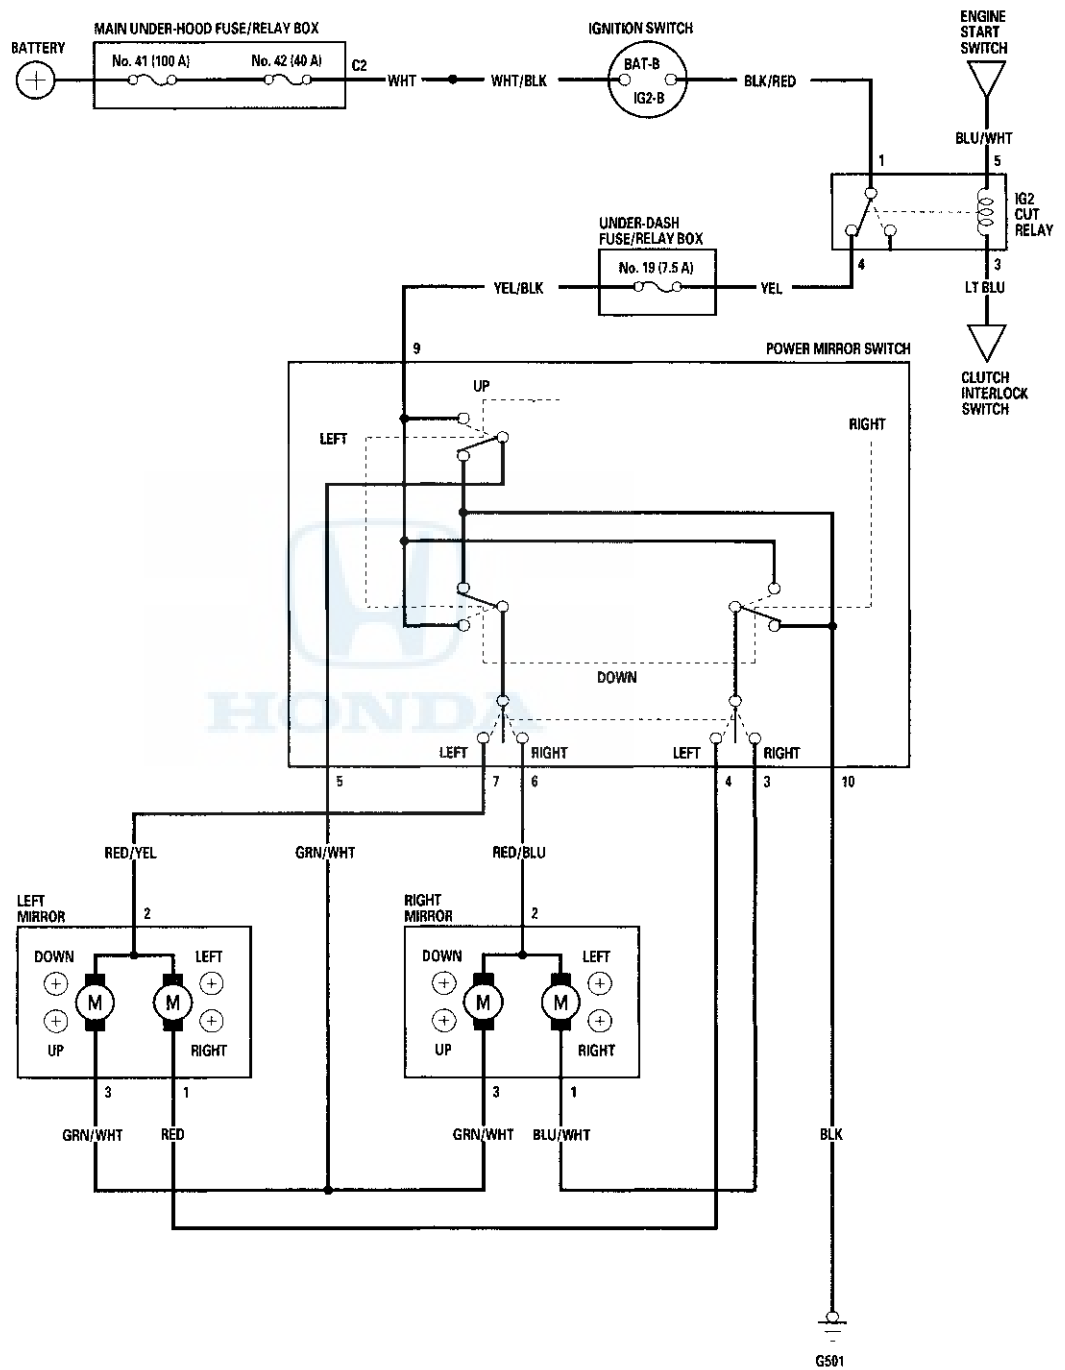 BATTERY
MAIN UNDER-HOOD FUSE/RELAY BOX
No. 41 (100 A)
No. 42 (40 A)
C2
WHT
WHT/BLK
IGNITION SWITCH
BAT-B
IG2-B
BLK/RED
ENGINE
START
SWITCH
BLU/WHT
1
5
IG2
CUT
RELAY
4
3
LT BLU
CLUTCH
INTERLOCK
SWITCH
UNDER-DASH
FUSE/RELAY BOX
No. 19 (7.5 A)
YEL/BLK
YEL
9
POWER MIRROR SWITCH
UP
LEFT
RIGHT
DOWN
HONDA
LEFT
RIGHT
LEFT
RIGHT
5
7
6
4
3
10
RED/YEL
GRN/WHT
RED/BLU
LEFT
MIRROR
2
DOWN
LEFT
M
M
UP
RIGHT
3
1
GRN/WHT
RED
RIGHT
MIRROR
2
DOWN
LEFT
M
M
UP
RIGHT
3
1
GRN/WHT
BLU/WHT
BLK
G501